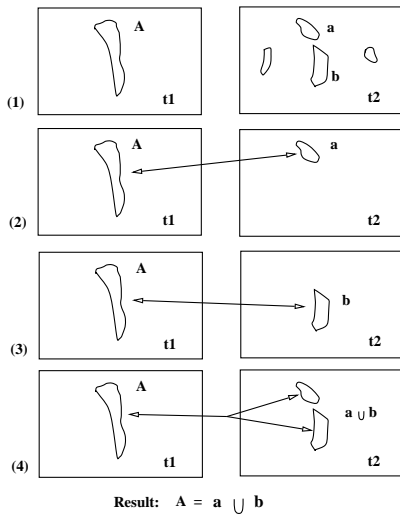 A
a
b
(1)
t1
t2
A
a
(2)
t1
t2
A
b
(3)
t1
t2
A
a ∪ b
(4)
t1
t2
Result: A = a ∪ b